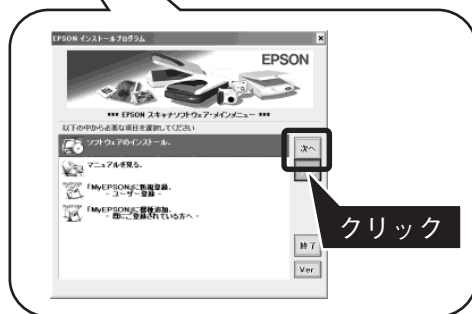 EPSON インストールプログラム
EPSON
*** EPSON スキャナソフトウェア・メインメニュー ***
以下の中から必要な項目を選択してください
ソフトウェアのインストール。
次へ
マニュアルを見る。
「MyEPSON」に新規登録。
- ユーザー登録 -
「MyEPSON」に機種追加。
- 既にご登録されている方へ -
クリック
終了
Ver.